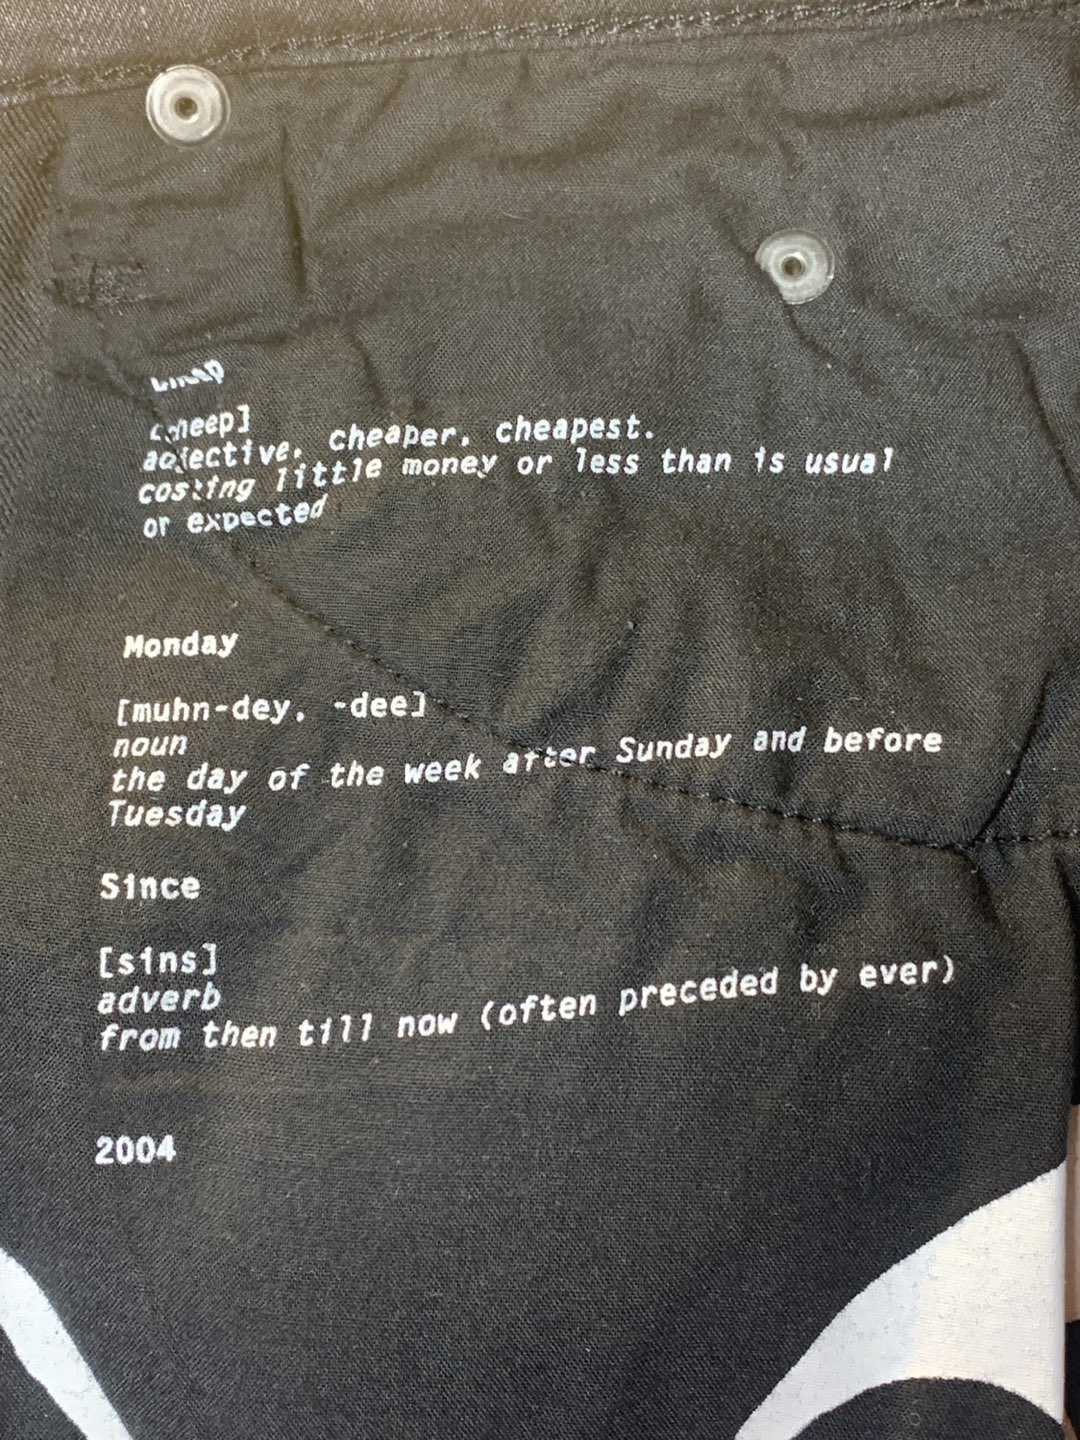 adjective, cheaper, cheapest.
costing little money or less than is usual
or expected
Monday
[muhn-dey, -dee]
noun
the day of the week after Sunday and before
Tuesday
Since
[sins]
adverb
from then till now (often preceded by ever)
2004